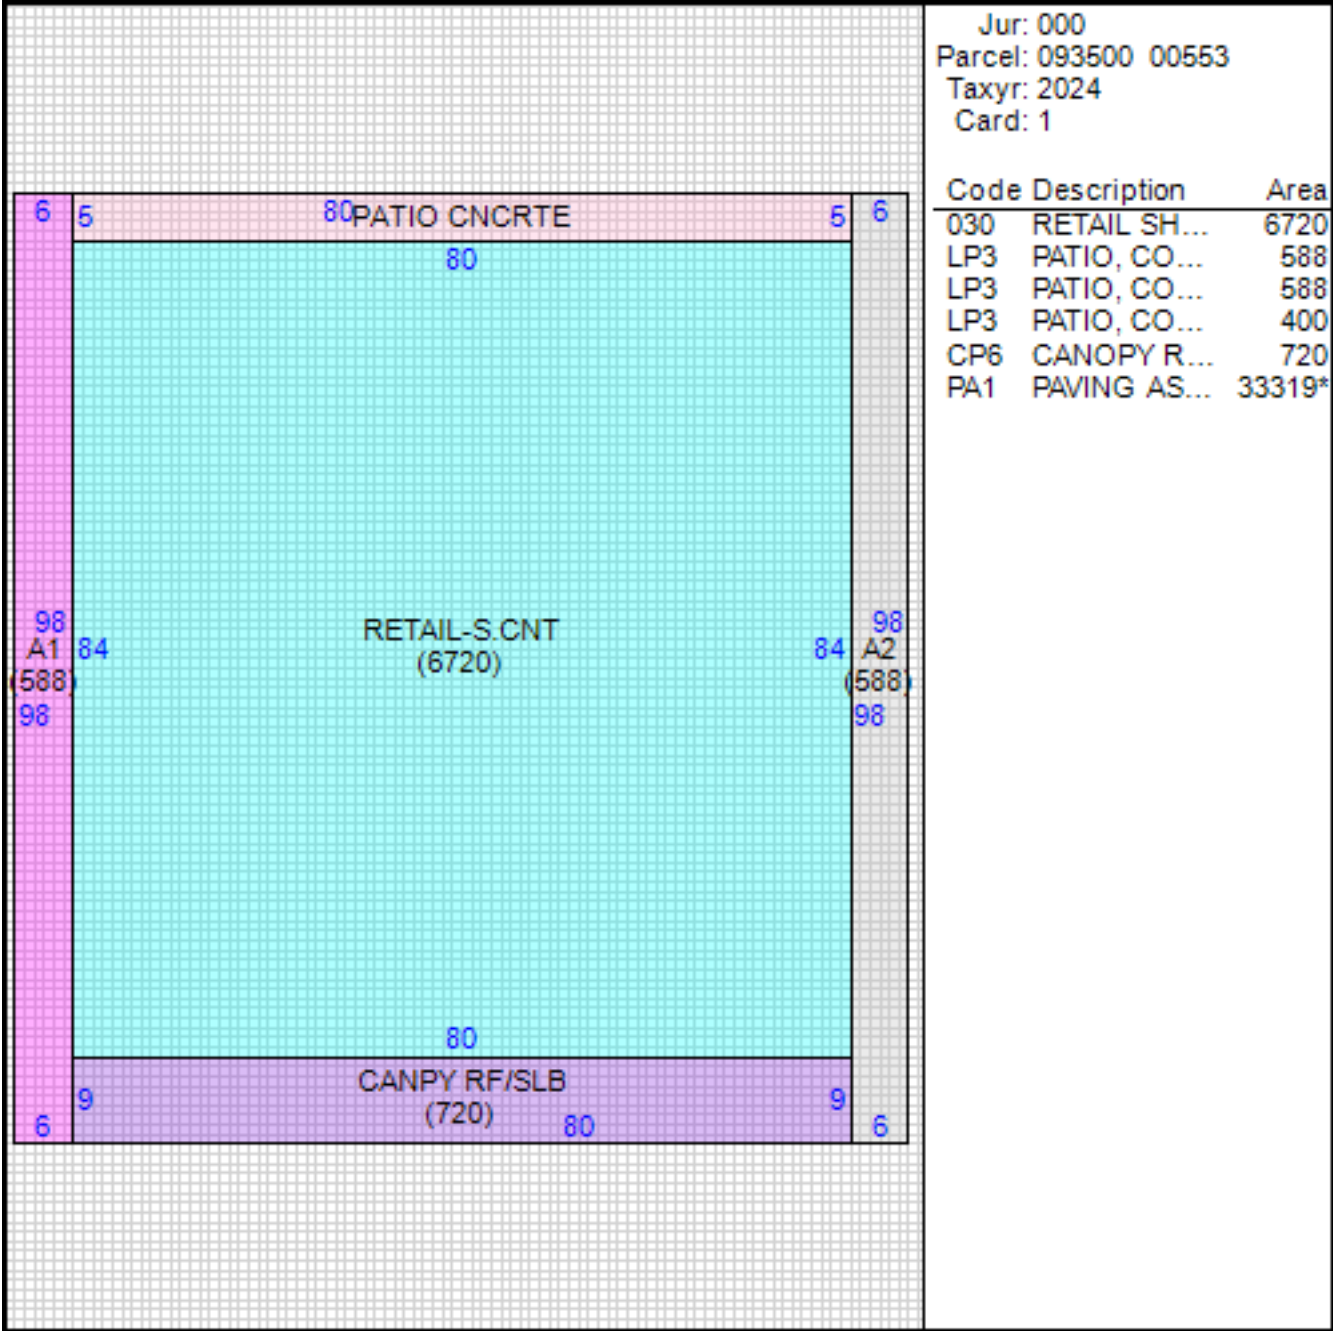 Jur: 000
Parcel: 093500 00553
Taxyr: 2024
Card: 1
Code Description Area
030 RETAIL SH... 6720
LP3 PATIO, CO... 588
LP3 PATIO, CO... 588
LP3 PATIO, CO... 400
CP6 CANOPY R... 720
PA1 PAVING AS... 33319*
6 5 80 PATIO CNCRTE 5 6
80
98 RETAIL-S.CNT 98
A1 84 (6720) 84 A2
(588) (588)
98 98
80
CANPY RF/SLB
9 (720) 9
6 80 6